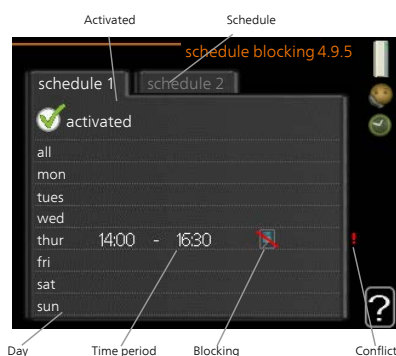 Activated Schedule
schedule blocking 4.9.5
schedule 1 schedule 2
activated
all
mon
tues
wed
thur 14:00 - 16:30
fri
sat
sun
?
Day Time period Blocking Conflict